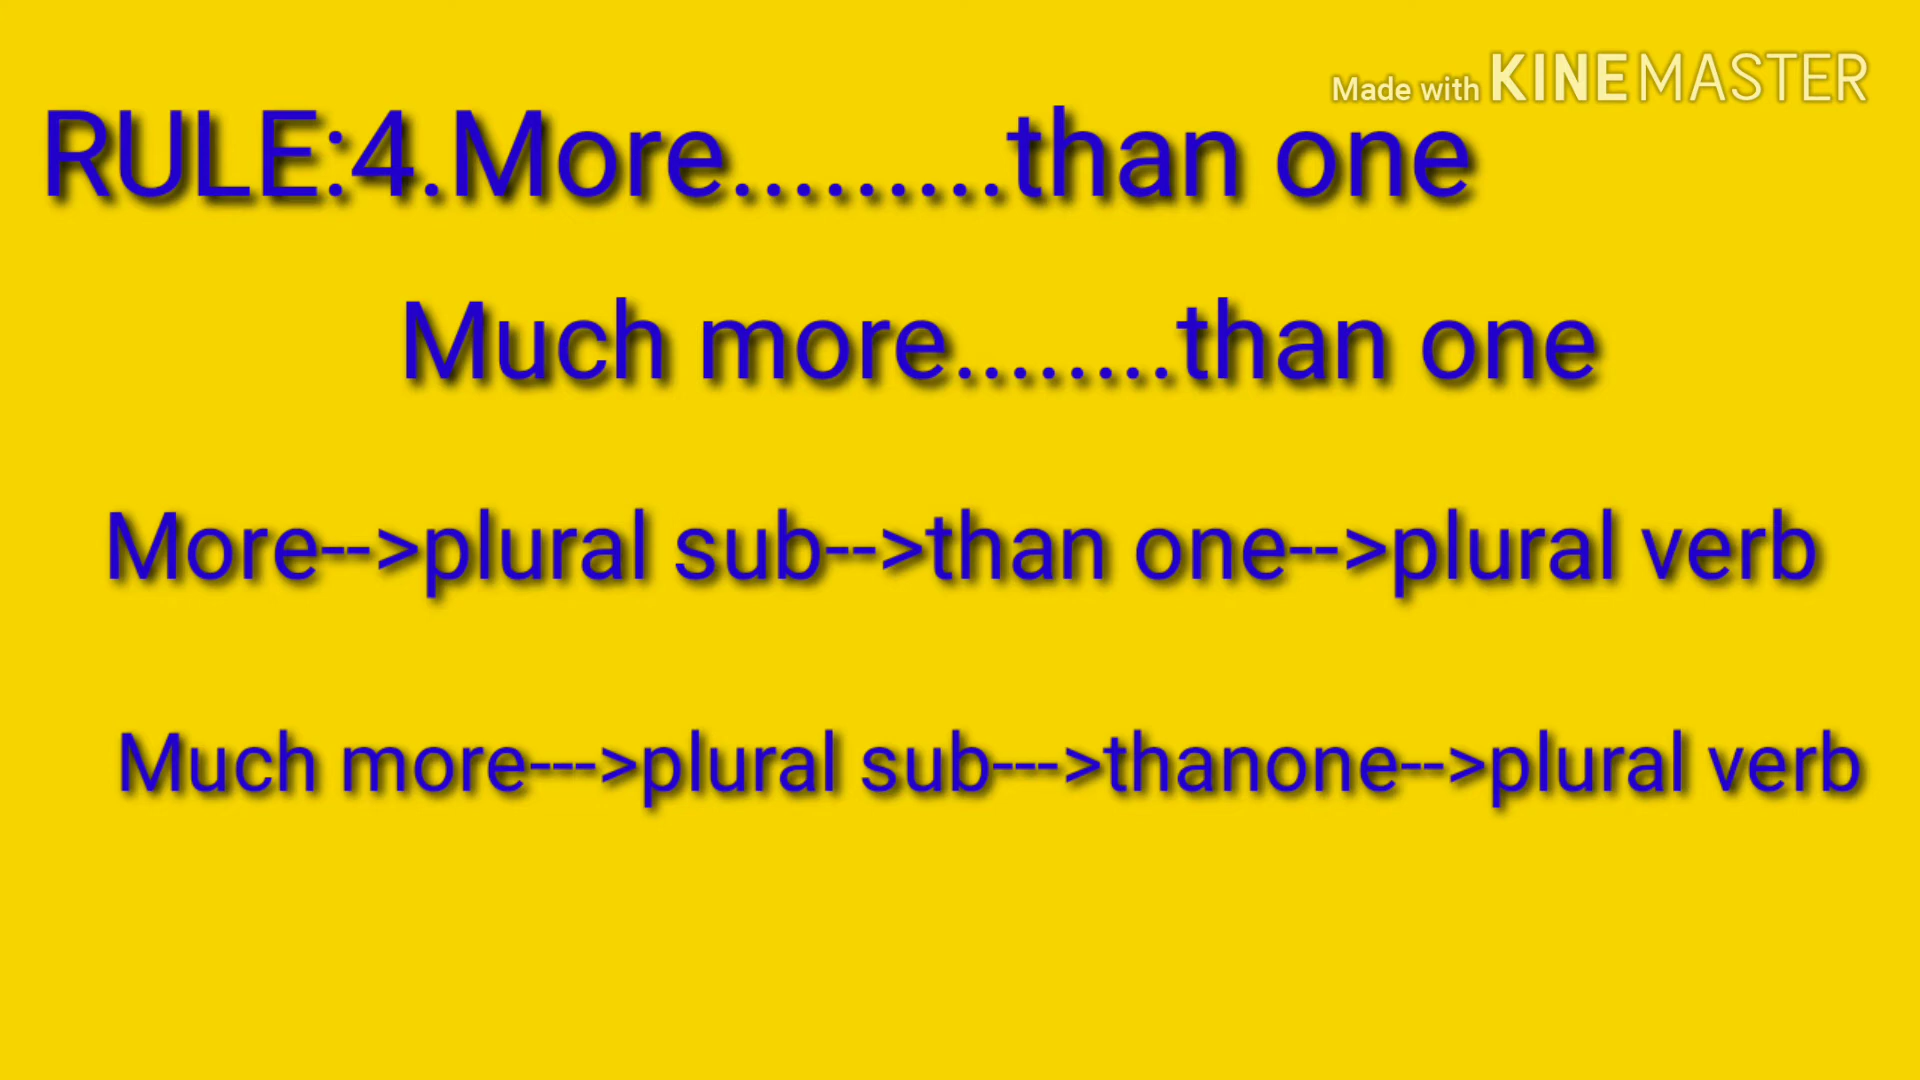 Made with KINEMASTER
RULE:4.More.........than one
Much more........than one
More-->plural sub-->than one-->plural verb
Much more--->plural sub--->thanone-->plural verb